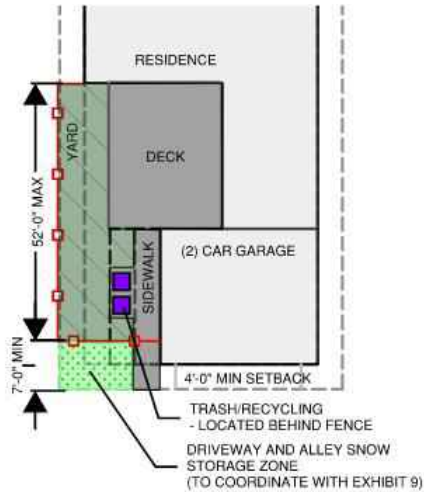 RESIDENCE
YARD
DECK
52'-0" MAX
SIDEWALK
(2) CAR GARAGE
7'-0" MIN
4'-0" MIN SETBACK
TRASH/RECYCLING
- LOCATED BEHIND FENCE
DRIVEWAY AND ALLEY SNOW
STORAGE ZONE
(TO COORDINATE WITH EXHIBIT 9)